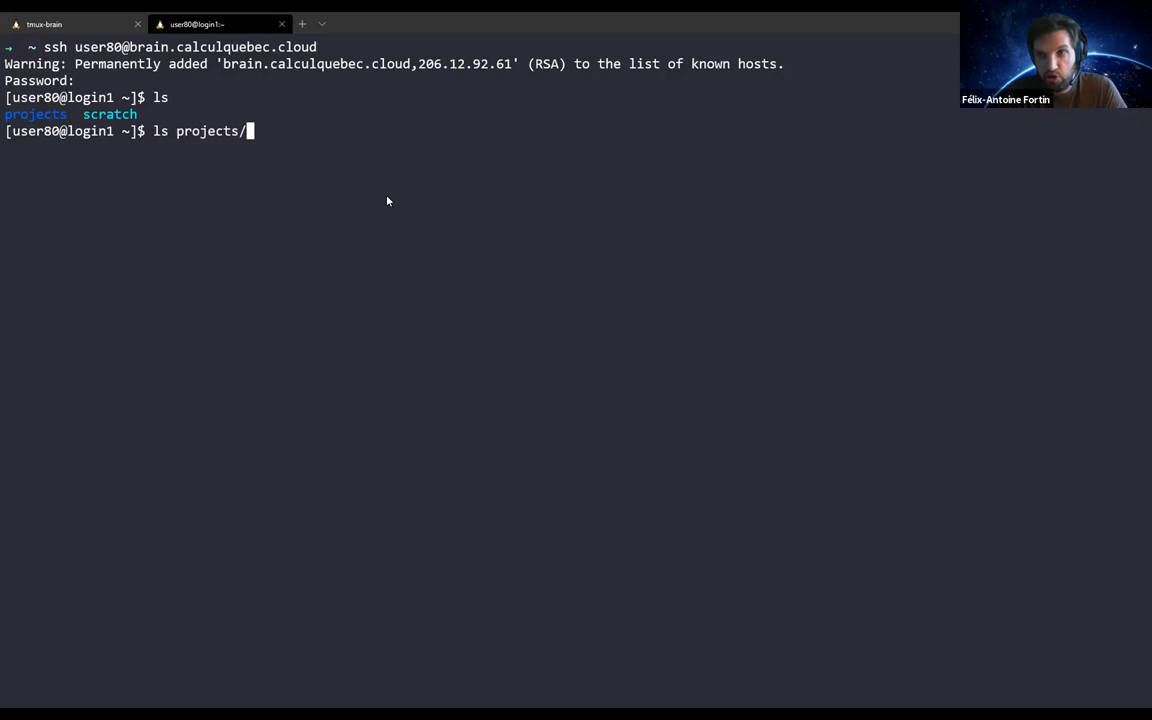 tmux-brain
user80@login1:~
→ ~ ssh user80@brain.calculquebec.cloud
Warning: Permanently added 'brain.calculquebec.cloud,206.12.92.61' (RSA) to the list of known hosts.
Password:
[user80@login1 ~]$ ls
projects scratch
[user80@login1 ~]$ ls projects/
Félix-Antoine Fortin